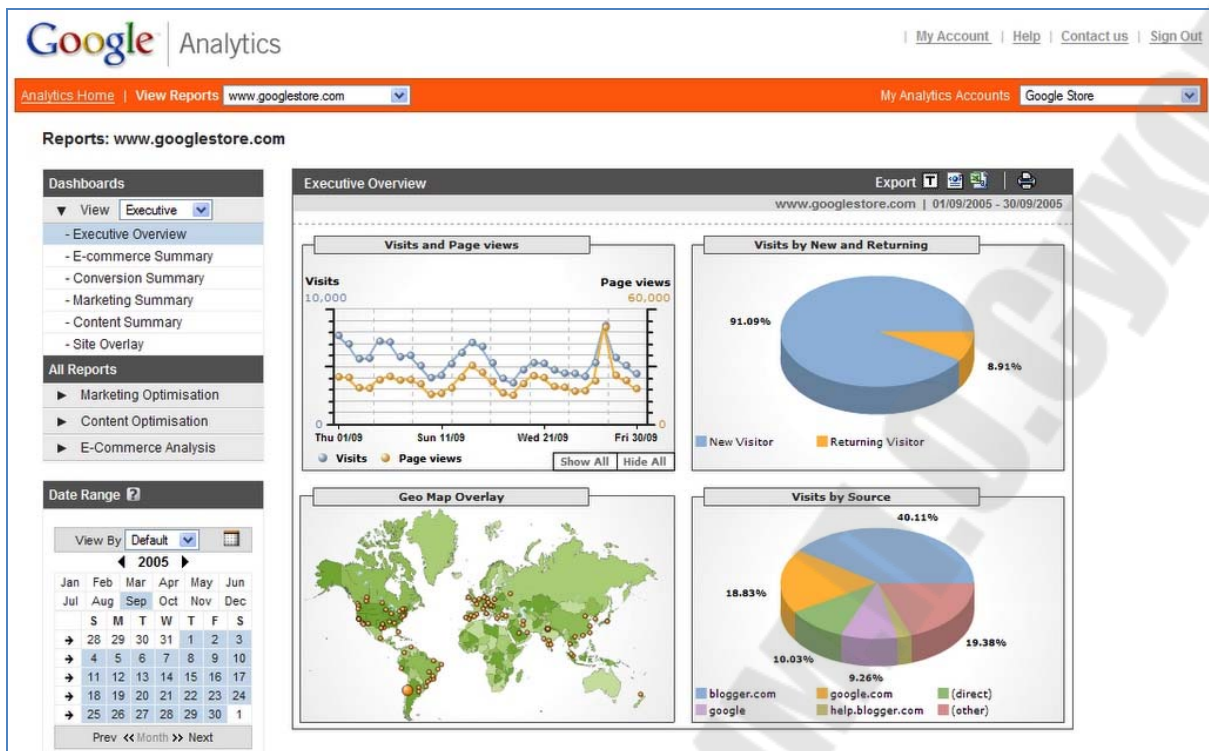 Google Analytics
| My Account | Help | Contact us | Sign Out
Analytics Home | View Reports www.googlestore.com
My Analytics Accounts Google Store
Reports: www.googlestore.com
Dashboards
View Executive
- Executive Overview
- E-commerce Summary
- Conversion Summary
- Marketing Summary
- Content Summary
- Site Overlay
All Reports
Marketing Optimisation
Content Optimisation
E-Commerce Analysis
Date Range ?
View By Default
2005
Jan Feb Mar Apr May Jun
Jul Aug Sep Oct Nov Dec
S M T W T F S
28 29 30 31 1 2 3
4 5 6 7 8 9 10
11 12 13 14 15 16 17
18 19 20 21 22 23 24
25 26 27 28 29 30 1
Prev << Month >> Next
Executive Overview
Export T
www.googlestore.com | 01/09/2005 - 30/09/2005
Visits and Page views
Visits Page views
10,000 60,000
0 0
Thu 01/09 Sun 11/09 Wed 21/09 Fri 30/09
Visits Page views Show All Hide All
Visits by New and Returning
91.09%
8.91%
New Visitor Returning Visitor
Geo Map Overlay
Visits by Source
40.11%
18.83%
19.38%
10.03%
9.26%
blogger.com google.com (direct)
google help.blogger.com (other)